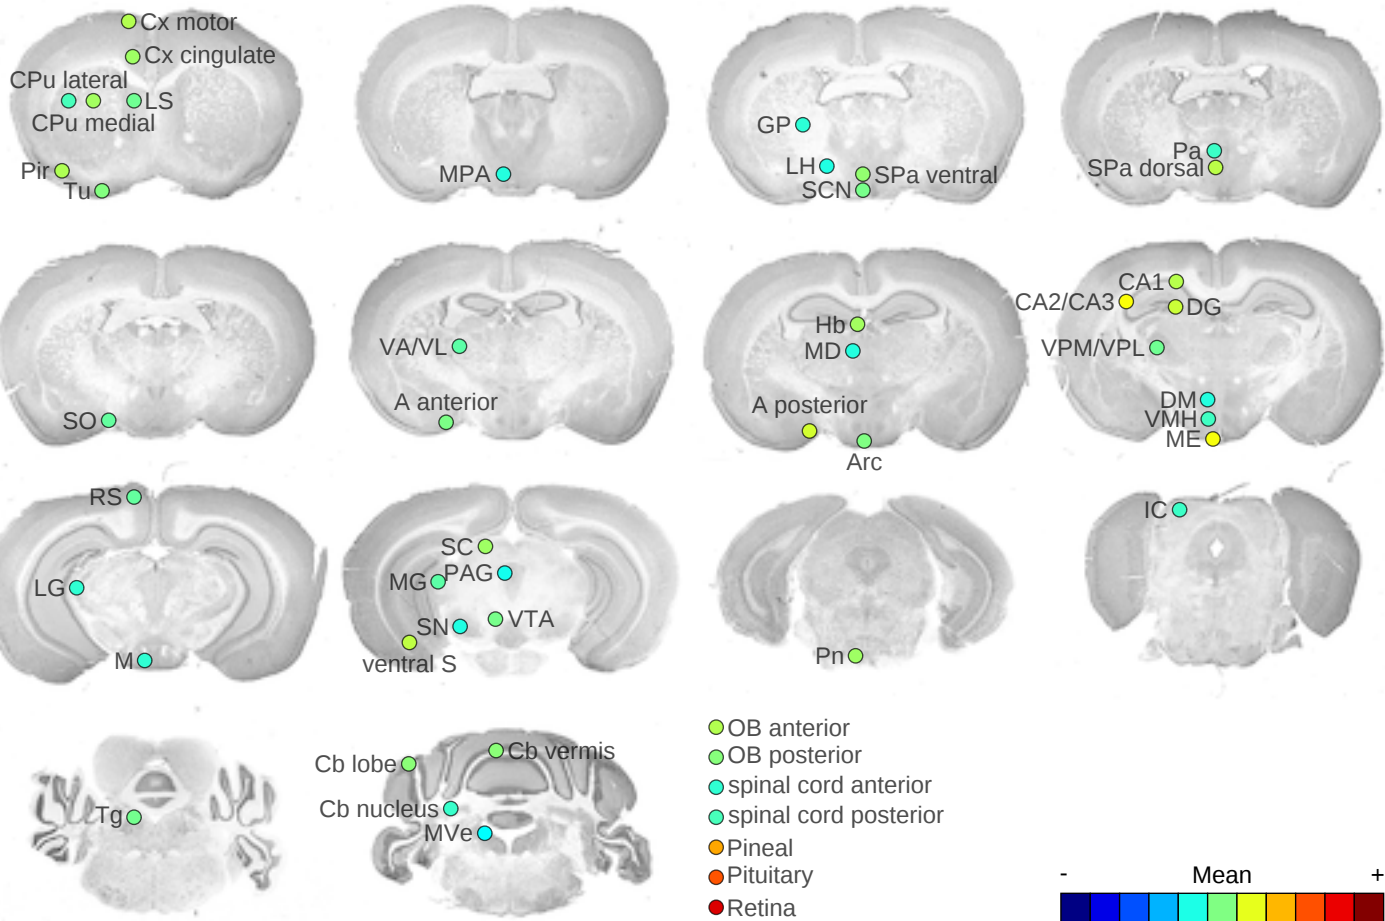 Cx motor
Cx cingulate
CPu lateral
LS
CPu medial
Pir
Tu
MPA
GP
LH
SPa ventral
SCN
Pa
SPa dorsal
SO
VA/VL
A anterior
Hb
MD
A posterior
Arc
CA1
CA2/CA3
DG
VPM/VPL
DM
VMH
ME
RS
LG
M
SC
MG
PAG
SN
VTA
ventral S
Pn
IC
Tg
Cb lobe
Cb vermis
Cb nucleus
MVe
OB anterior
OB posterior
spinal cord anterior
spinal cord posterior
Pineal
Pituitary
Retina
- Mean +